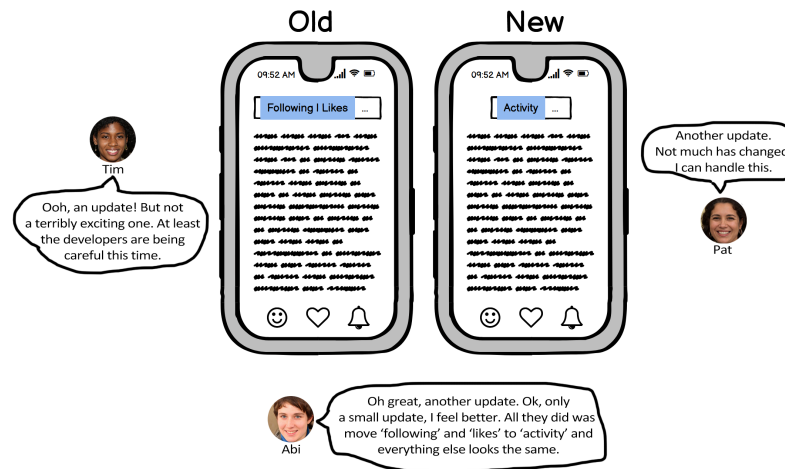 Old
New
09:52 AM
09:52 AM
Following I Likes
...
Activity
...
Tim
Ooh, an update! But not
a terribly exciting one. At least
the developers are being
careful this time.
Another update.
Not much has changed
I can handle this.
Pat
Oh great, another update. Ok, only
a small update, I feel better. All they did was
move ‘following’ and ‘likes’ to ‘activity’ and
everything else looks the same.
Abi